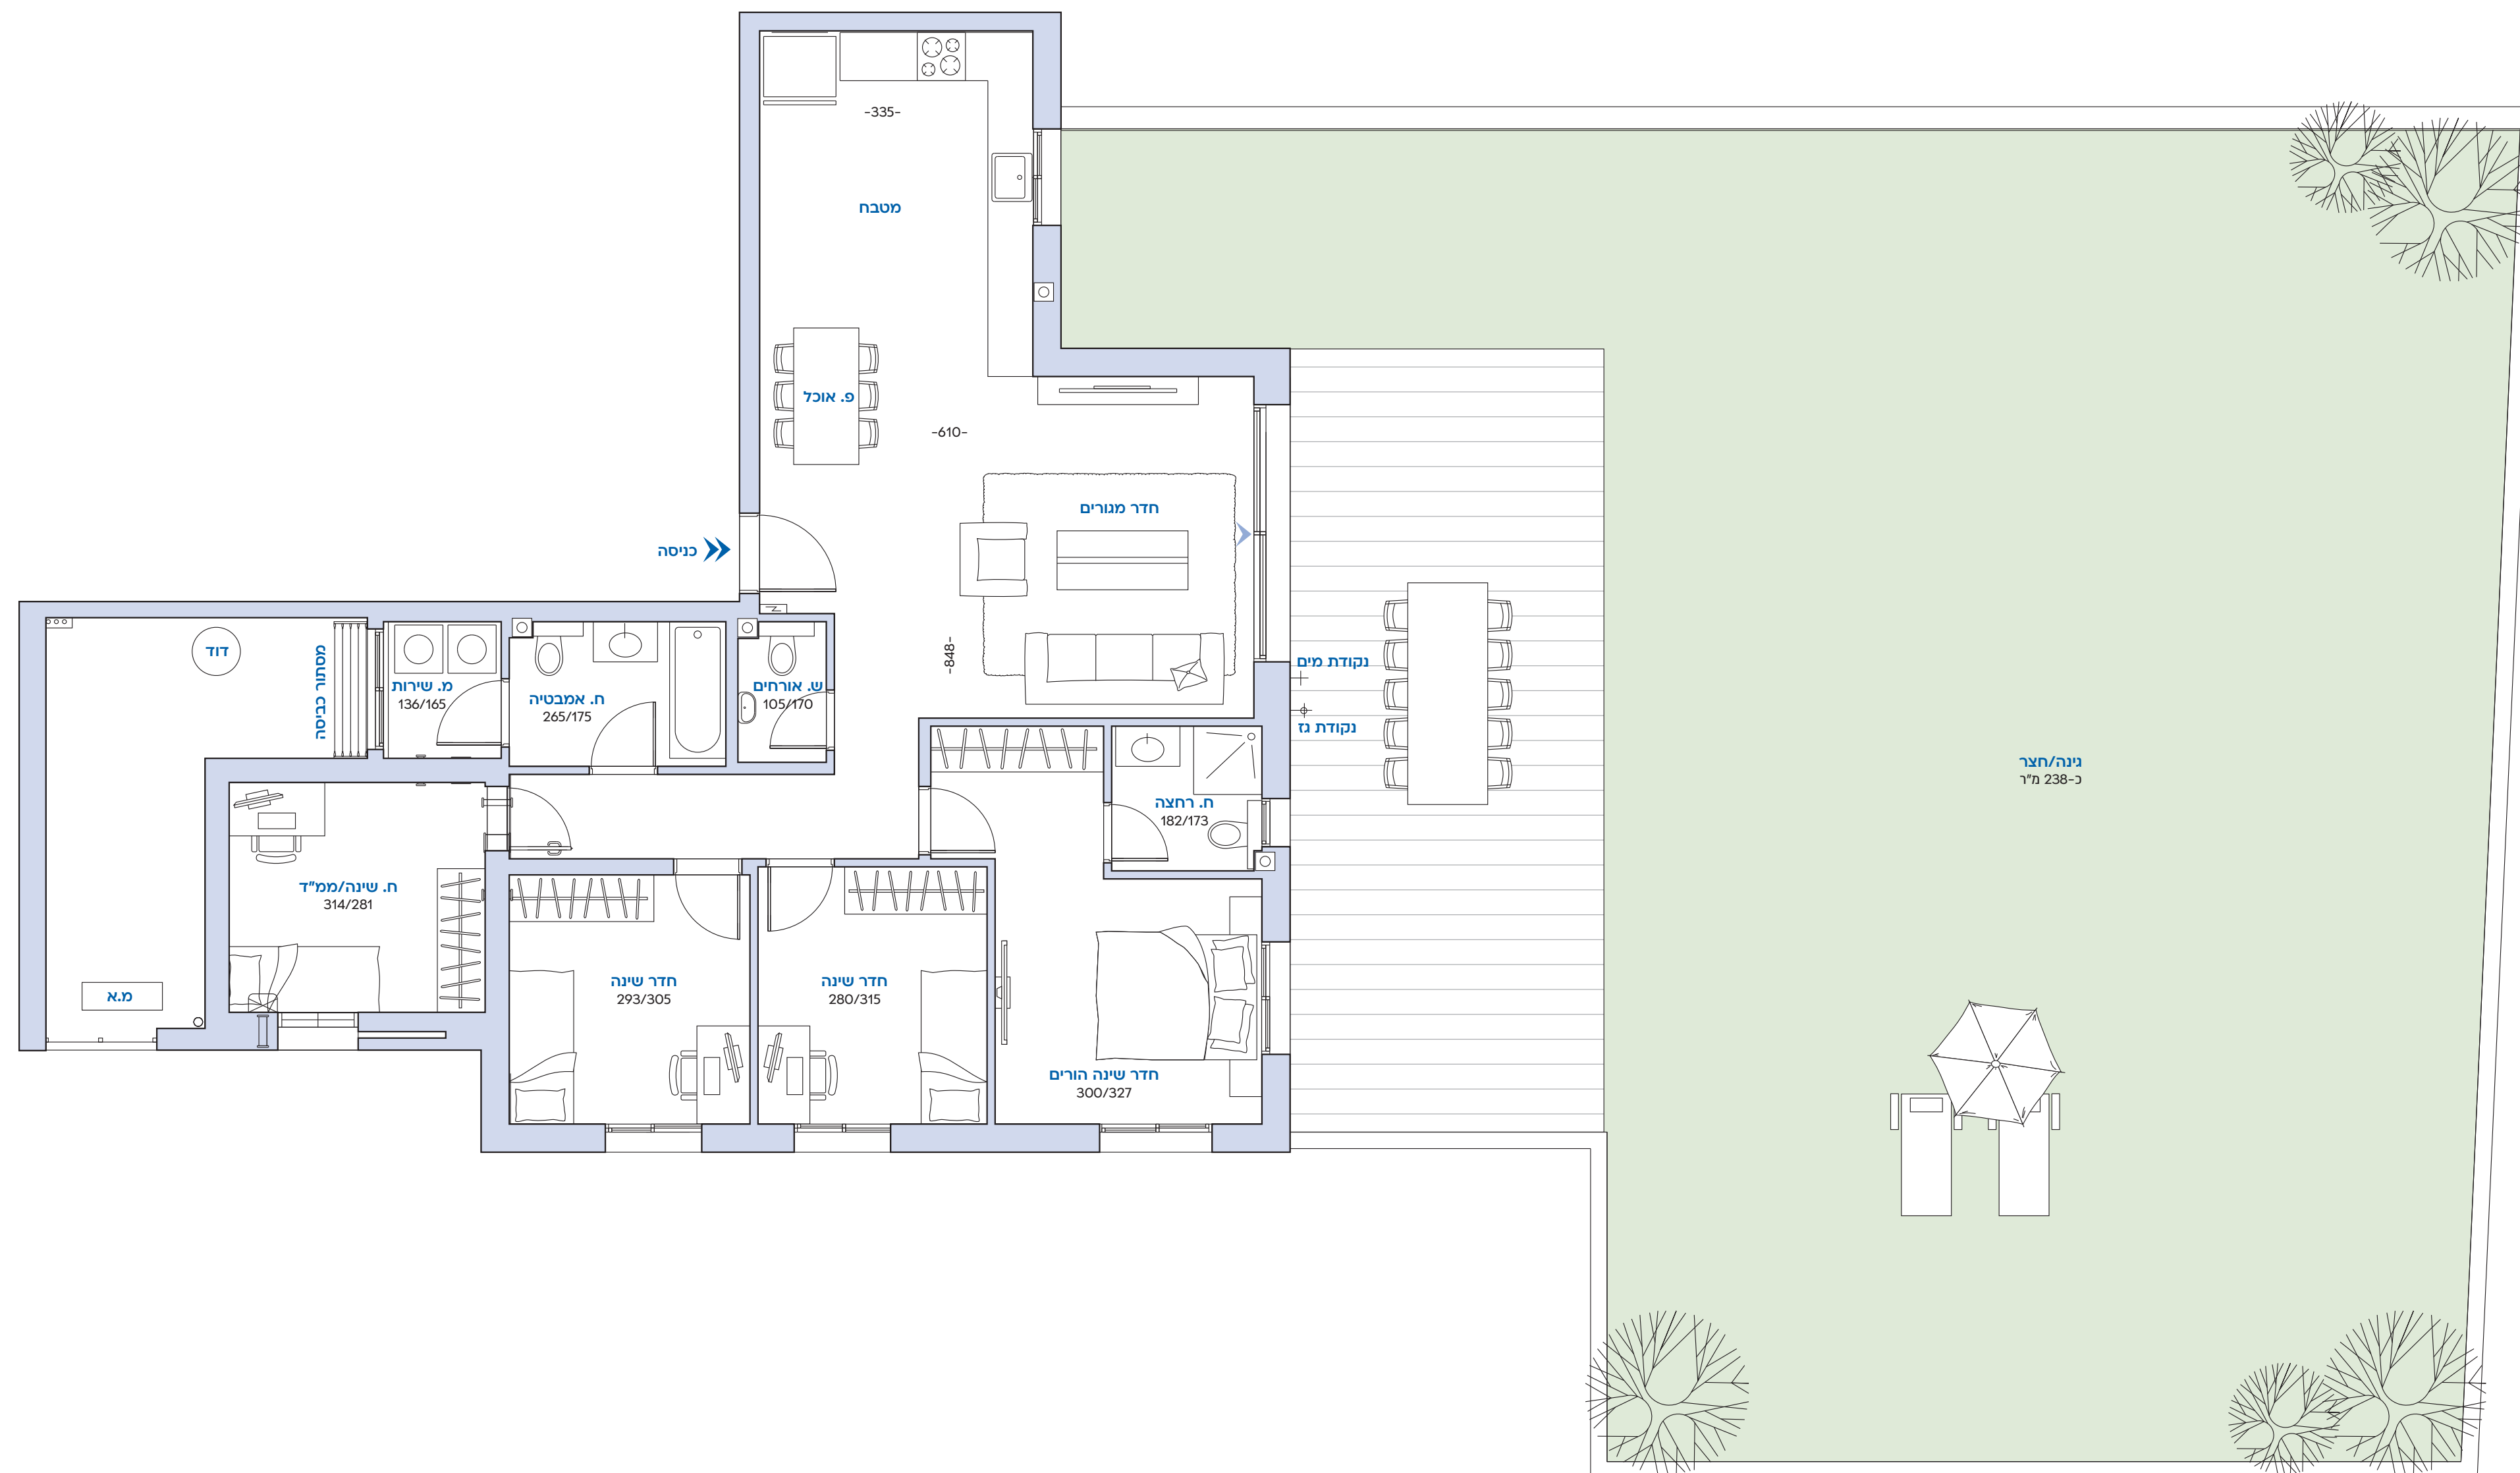 -335-
מטבח
פ. אוכל
-610-
חדר מגורים
כניסה
-848-
דוד
מסתור כביסה
מ. שירות
136/165
ח. אמבטיה
265/175
ש. אורחים
105/170
נקודת מים
נקודת גז
גינה/חצר
כ-238 מ"ר
ח. רחצה
182/173
ח. שינה/ממ"ד
314/281
מ.א
חדר שינה
293/305
חדר שינה
280/315
חדר שינה הורים
300/327